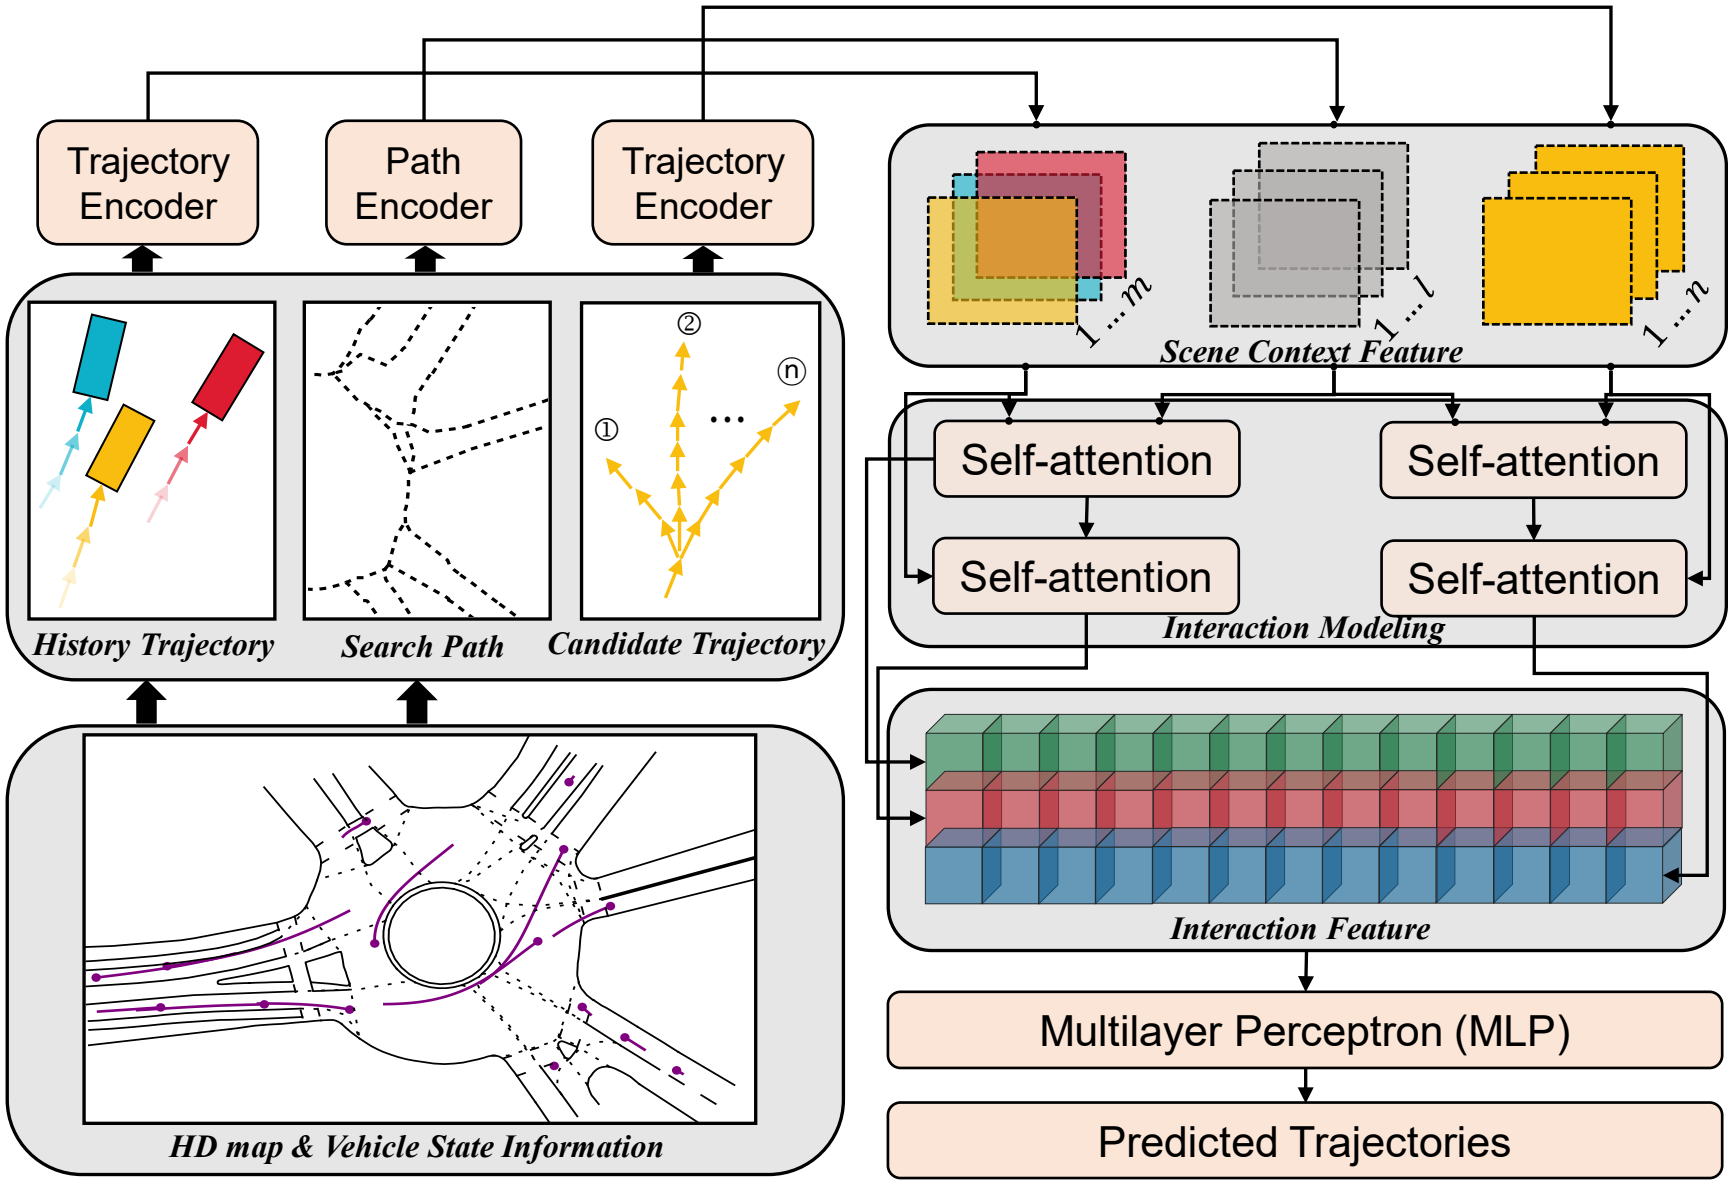 Trajectory
Encoder
Path
Encoder
Trajectory
Encoder
1 ... m
1 ... l
1 ... n
Scene Context Feature
①
②
...
ⓝ
History Trajectory
Search Path
Candidate Trajectory
Self-attention
Self-attention
Self-attention
Self-attention
Interaction Modeling
Interaction Feature
HD map & Vehicle State Information
Multilayer Perceptron (MLP)
Predicted Trajectories